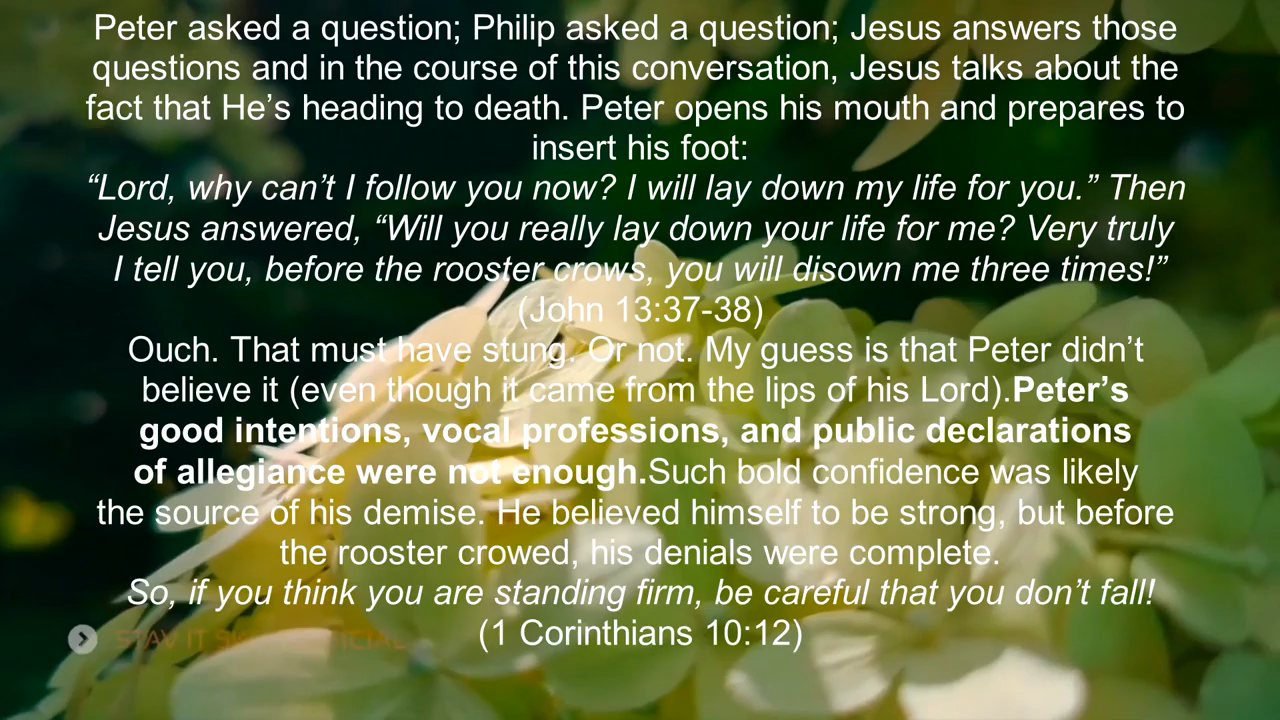 Peter asked a question; Philip asked a question; Jesus answers those
questions and in the course of this conversation, Jesus talks about the
fact that He’s heading to death. Peter opens his mouth and prepares to
insert his foot:
“Lord, why can’t I follow you now? I will lay down my life for you.” Then
Jesus answered, “Will you really lay down your life for me? Very truly
I tell you, before the rooster crows, you will disown me three times!”
(John 13:37-38)
Ouch. That must have stung. Or not. My guess is that Peter didn’t
believe it (even though it came from the lips of his Lord).Peter’s
good intentions, vocal professions, and public declarations
of allegiance were not enough.Such bold confidence was likely
the source of his demise. He believed himself to be strong, but before
the rooster crowed, his denials were complete.
So, if you think you are standing firm, be careful that you don’t fall!
(1 Corinthians 10:12)